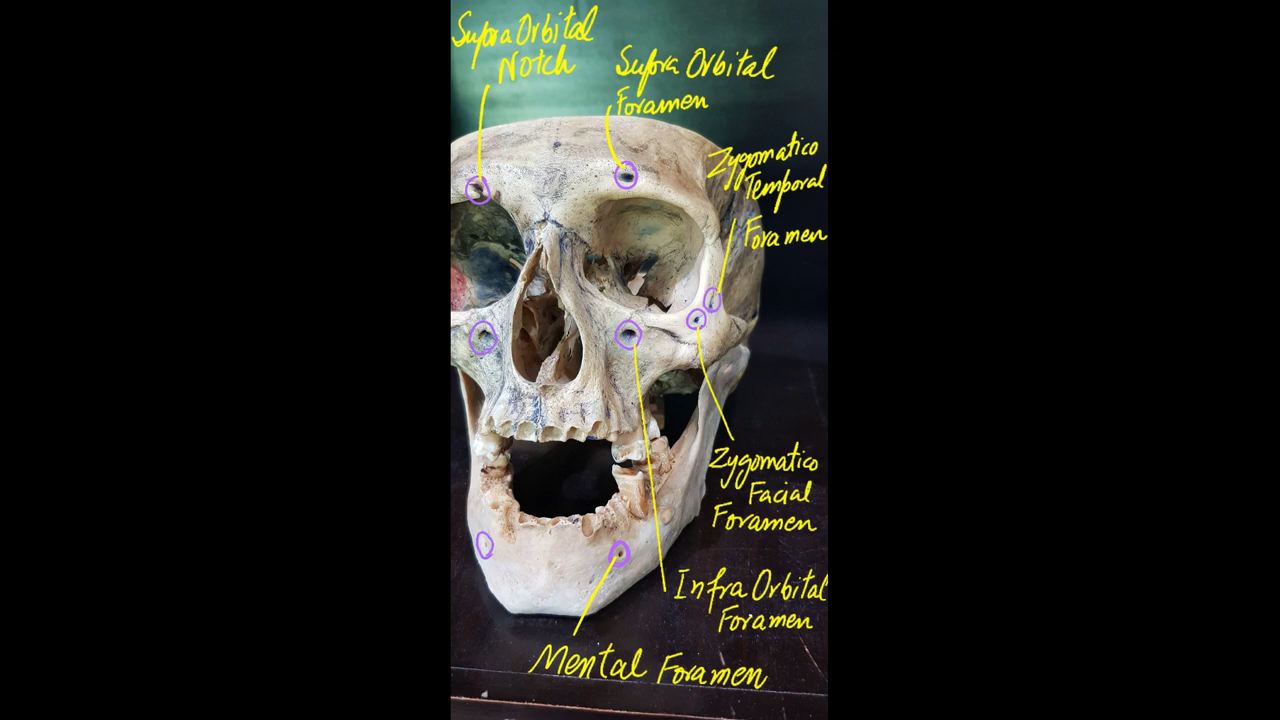 Supra Orbital
Notch
Supra Orbital
Foramen
Zygomatico
Temporal
Foramen
Zygomatico
Facial
Foramen
Infra Orbital
Foramen
Mental Foramen